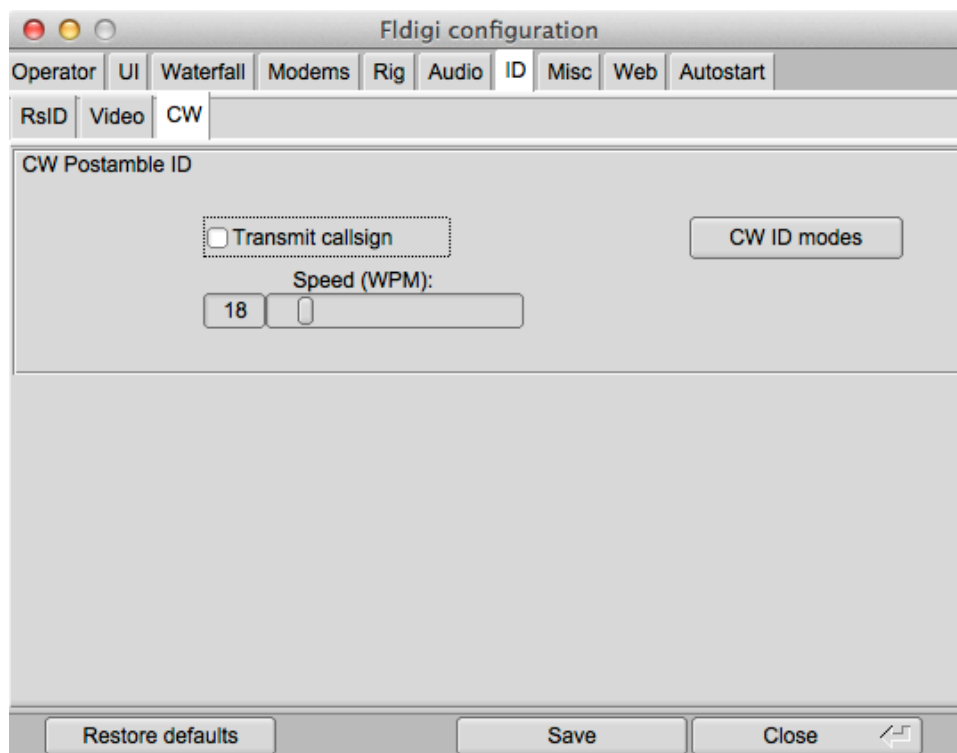 Fldigi configuration
Operator UI Waterfall Modems Rig Audio ID Misc Web Autostart
RsID Video CW
CW Postamble ID
Transmit callsign CW ID modes
Speed (WPM):
18
Restore defaults Save Close